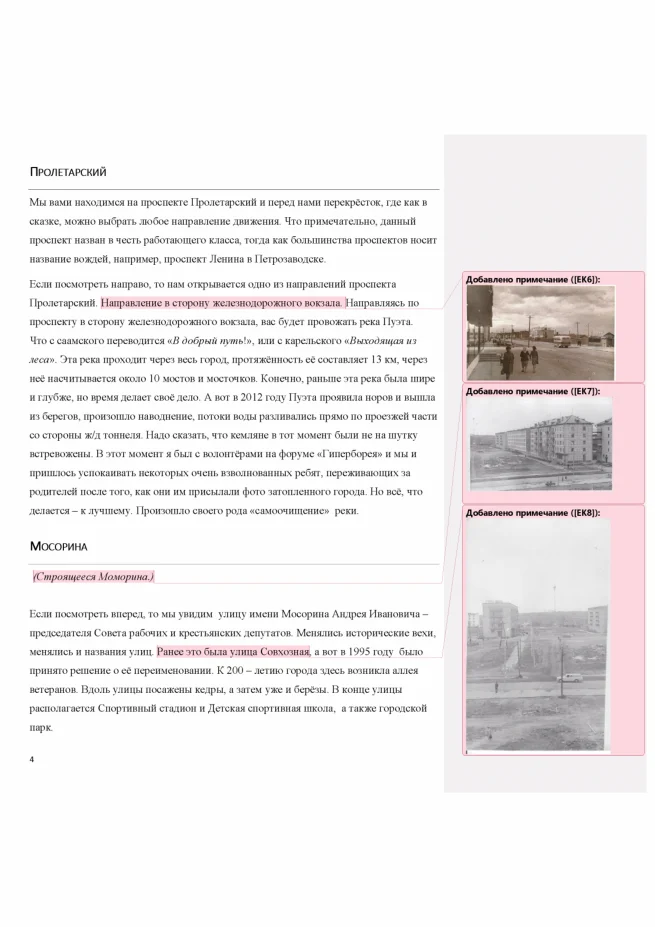 Пролетарский
Мы вами находимся на проспекте Пролетарский и перед нами перекрёсток, где как в
сказке, можно выбрать любое направление движения. Что примечательно, данный
проспект назван в честь работающего класса, тогда как большинства проспектов носит
название вождей, например, проспект Ленина в Петрозаводске.
Если посмотреть направо, то нам открывается одно из направлений проспекта
Пролетарский. Направление в сторону железнодорожного вокзала. Направляясь по
проспекту в сторону железнодорожного вокзала, вас будет провожать река Пуэта.
Что с саамского переводится «В добрый путь!», или с карельского «Выходящая из
леса». Эта река проходит через весь город, протяжённость её составляет 13 км, через
неё насчитывается около 10 мостов и мосточков. Конечно, раньше эта река была шире
и глубже, но время делает своё дело. А вот в 2012 году Пуэта проявила норов и вышла
из берегов, произошло наводнение, потоки воды разливались прямо по проезжей части
со стороны ж/д тоннеля. Надо сказать, что кемляне в тот момент были не на шутку
встревожены. В этот момент я был с волонтёрами на форуме «Гиперборея» и мы и
пришлось успокаивать некоторых очень взволнованных ребят, переживающих за
родителей после того, как они им присылали фото затопленного города. Но всё, что
делается – к лучшему. Произошло своего рода «самоочищение» реки.
Мосорина
(Строящееся Моморина.)
Если посмотреть вперед, то мы увидим улицу имени Мосорина Андрея Ивановича –
председателя Совета рабочих и крестьянских депутатов. Менялись исторические вехи,
менялись и названия улиц. Ранее это была улица Совхозная, а вот в 1995 году было
принято решение о её переименовании. К 200 – летию города здесь возникла аллея
ветеранов. Вдоль улицы посажены кедры, а затем уже и берёзы. В конце улицы
располагается Спортивный стадион и Детская спортивная школа, а также городской
парк.
4
Добавлено примечание ([EK6]):
Добавлено примечание ([EK7]):
Добавлено примечание ([EK8]):